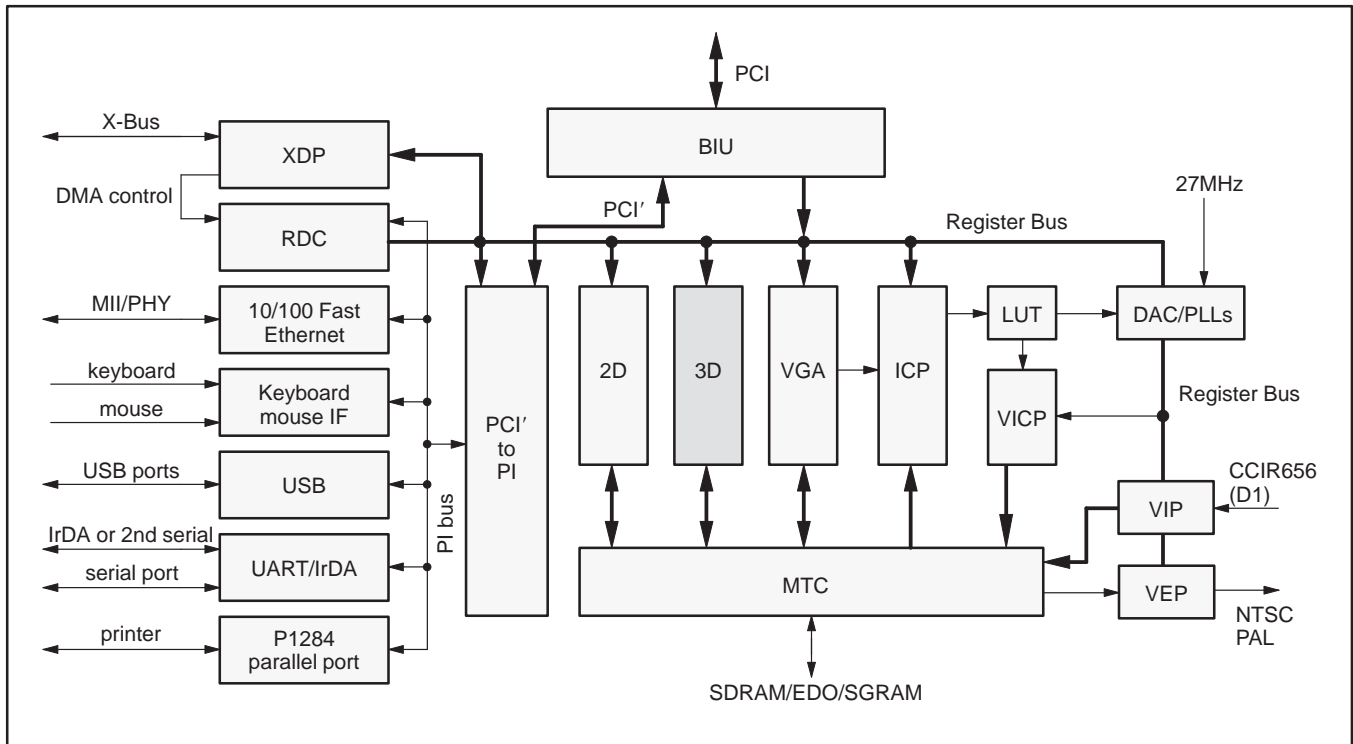 PCI
X-Bus
XDP
BIU
DMA control
27MHz
PCI′
RDC
Register Bus
MII/PHY
10/100 Fast
Ethernet
LUT
DAC/PLLs
keyboard
mouse
Keyboard
mouse IF
PCI′
to
PI
2D
3D
VGA
ICP
VICP
Register Bus
USB ports
USB
PI bus
CCIR656
(D1)
VIP
IrDA or 2nd serial
serial port
UART/IrDA
MTC
VEP
NTSC
PAL
printer
P1284
parallel port
SDRAM/EDO/SGRAM